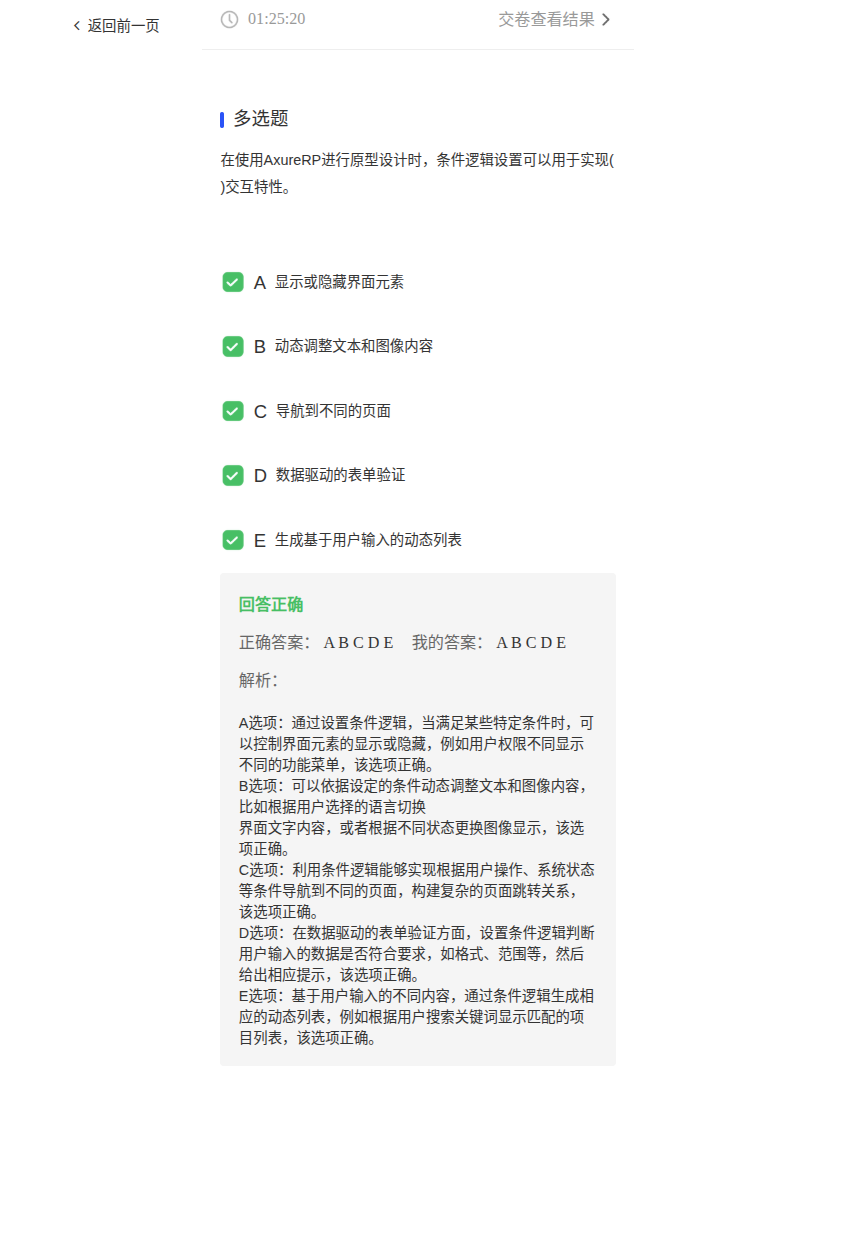 返回前一页
01:25:20
交卷查看结果
多选题
在使用AxureRP进行原型设计时，条件逻辑设置可以用于实现(
)交互特性。
A 显示或隐藏界面元素
B 动态调整文本和图像内容
C 导航到不同的页面
D 数据驱动的表单验证
E 生成基于用户输入的动态列表
回答正确
正确答案： A B C D E 我的答案： A B C D E
解析：
A选项：通过设置条件逻辑，当满足某些特定条件时，可
以控制界面元素的显示或隐藏，例如用户权限不同显示
不同的功能菜单，该选项正确。
B选项：可以依据设定的条件动态调整文本和图像内容，
比如根据用户选择的语言切换
界面文字内容，或者根据不同状态更换图像显示，该选
项正确。
C选项：利用条件逻辑能够实现根据用户操作、系统状态
等条件导航到不同的页面，构建复杂的页面跳转关系，
该选项正确。
D选项：在数据驱动的表单验证方面，设置条件逻辑判断
用户输入的数据是否符合要求，如格式、范围等，然后
给出相应提示，该选项正确。
E选项：基于用户输入的不同内容，通过条件逻辑生成相
应的动态列表，例如根据用户搜索关键词显示匹配的项
目列表，该选项正确。